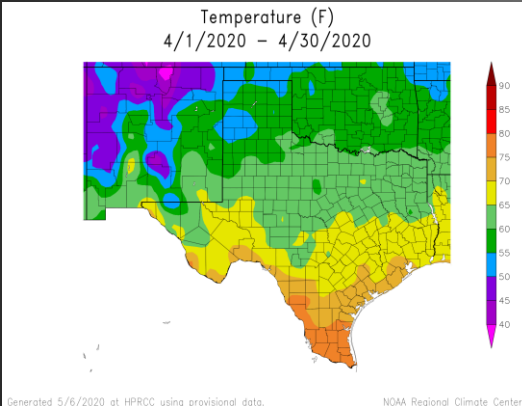 Temperature (F)
4/1/2020 – 4/30/2020
90
85
80
75
70
65
60
55
50
45
40
Generated 5/6/2020 at HPRCC using provisional data.
NOAA Regional Climate Center